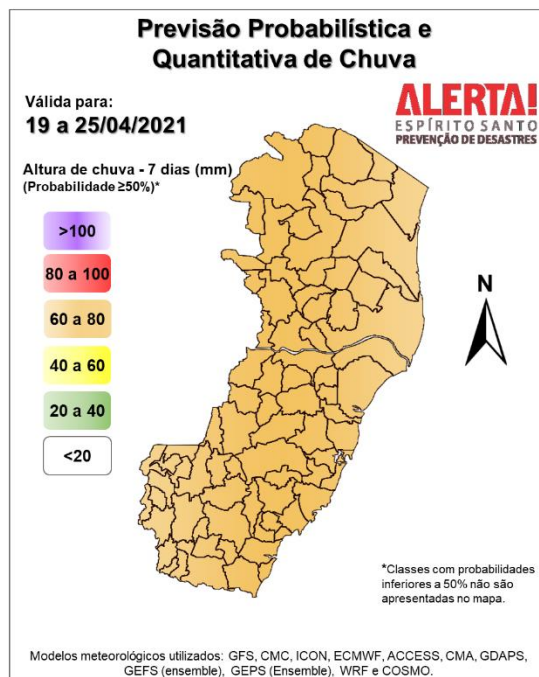 Previsão Probabilística e
Quantitativa de Chuva
Válida para:
19 a 25/04/2021
ALERTA!
ESPÍRITO SANTO
PREVENÇÃO DE DESASTRES
Altura de chuva - 7 dias (mm)
(Probabilidade ≥50%)*
>100
80 a 100
60 a 80
40 a 60
20 a 40
<20
N
*Classes com probabilidades
inferiores a 50% não são
apresentadas no mapa.
Modelos meteorológicos utilizados: GFS, CMC, ICON, ECMWF, ACCESS, CMA, GDAPS,
GEFS (ensemble), GEPS (Ensemble), WRF e COSMO.